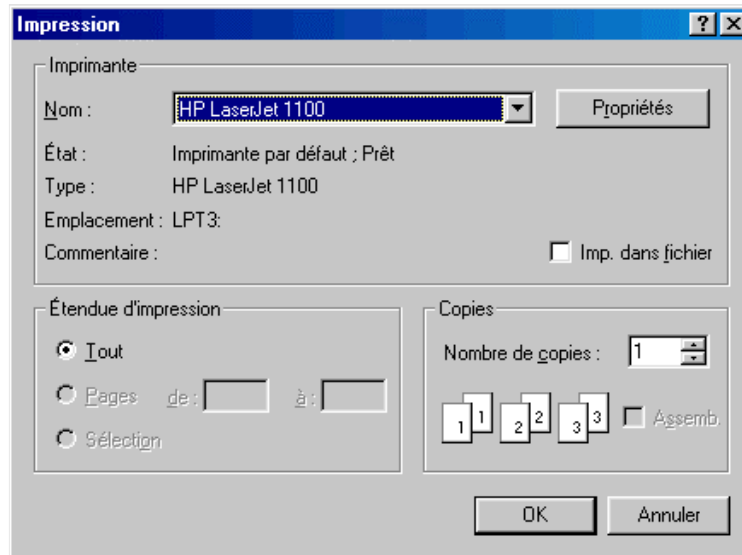 Impression
Imprimante
Nom : HP LaserJet 1100 Propriétés
État : Imprimante par défaut ; Prêt
Type : HP LaserJet 1100
Emplacement : LPT3:
Commentaire : Imp. dans fichier
Étendue d'impression
Tout
Pages de : à :
Sélection
Copies
Nombre de copies : 1
1 1 2 2 3 3 Assemb.
OK Annuler